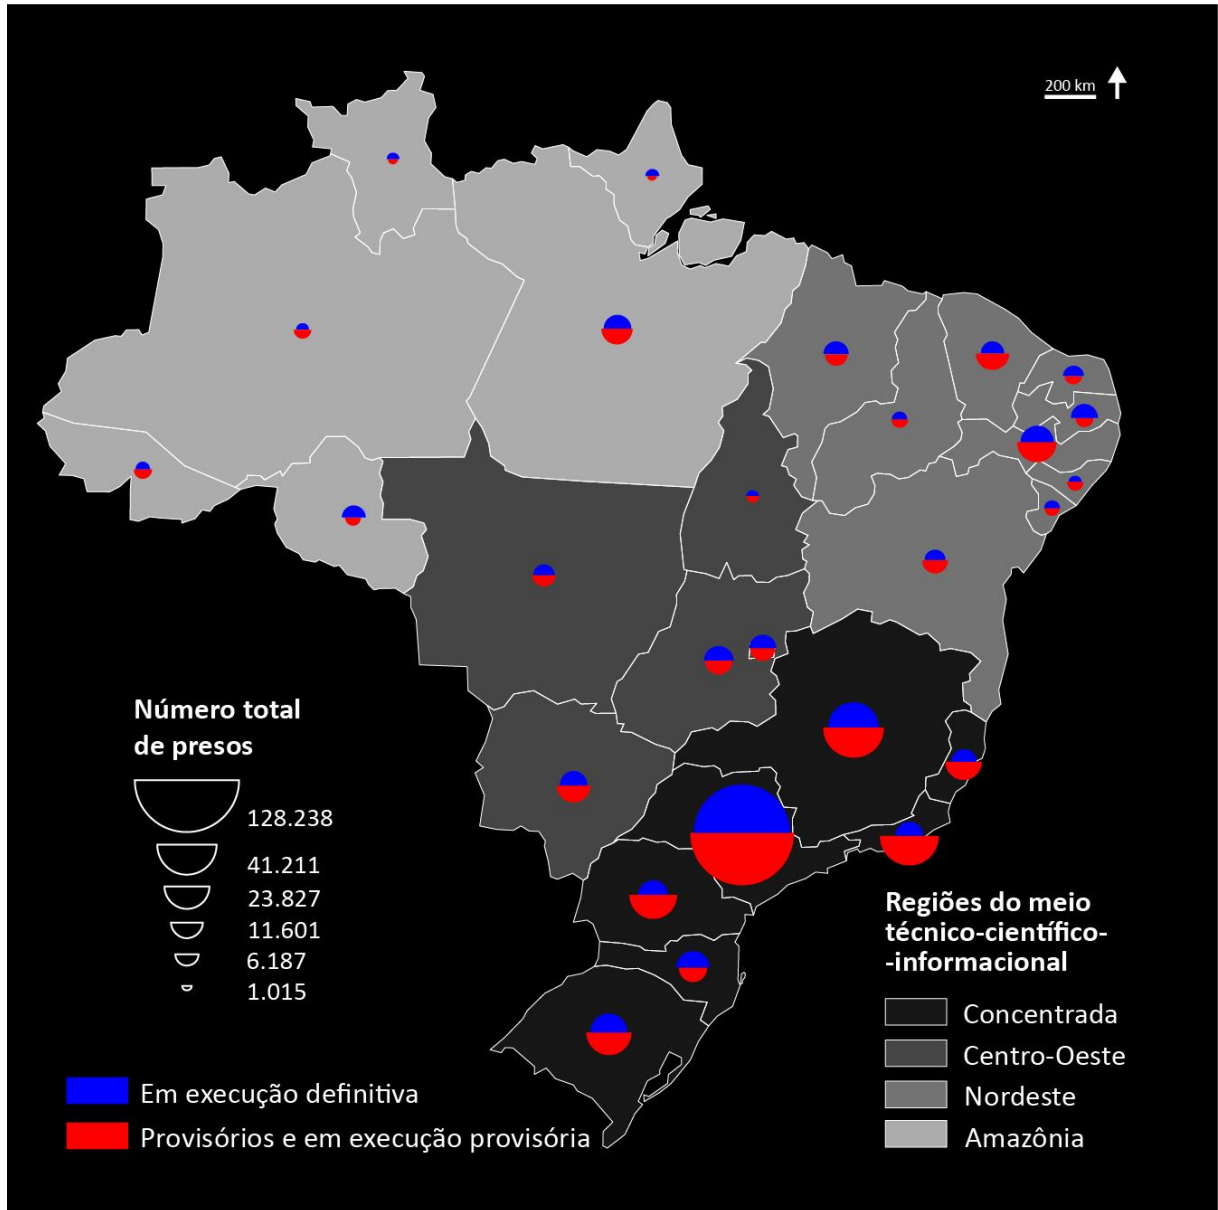 200 km
Número total
de presos
128.238
41.211
23.827
11.601
6.187
1.015
Em execução definitiva
Provisórios e em execução provisória
Regiões do meio
técnico-científico-
-informacional
Concentrada
Centro-Oeste
Nordeste
Amazônia